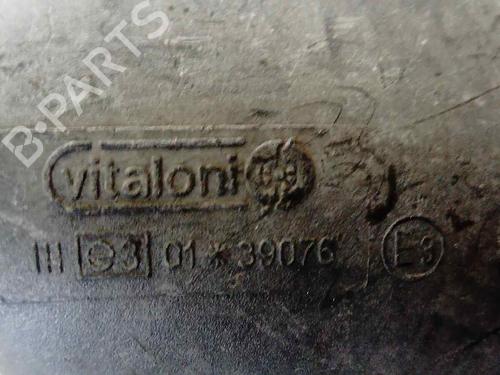 B-PARTS
vitaloni
III e3 01*39076 E3